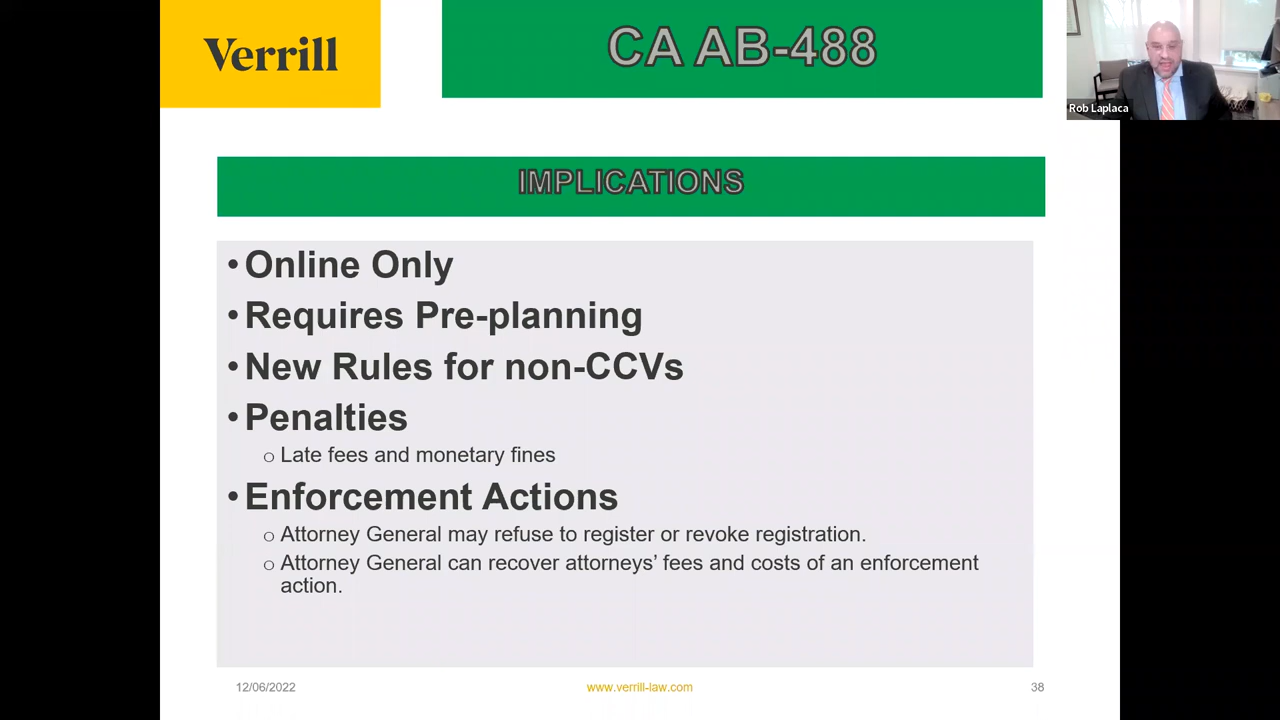 Verrill
CA AB-488
Rob Laplaca
IMPLICATIONS
•Online Only
•Requires Pre-planning
•New Rules for non-CCVs
•Penalties
o Late fees and monetary fines
•Enforcement Actions
o Attorney General may refuse to register or revoke registration.
o Attorney General can recover attorneys’ fees and costs of an enforcement
action.
12/06/2022
www.verrill-law.com
38